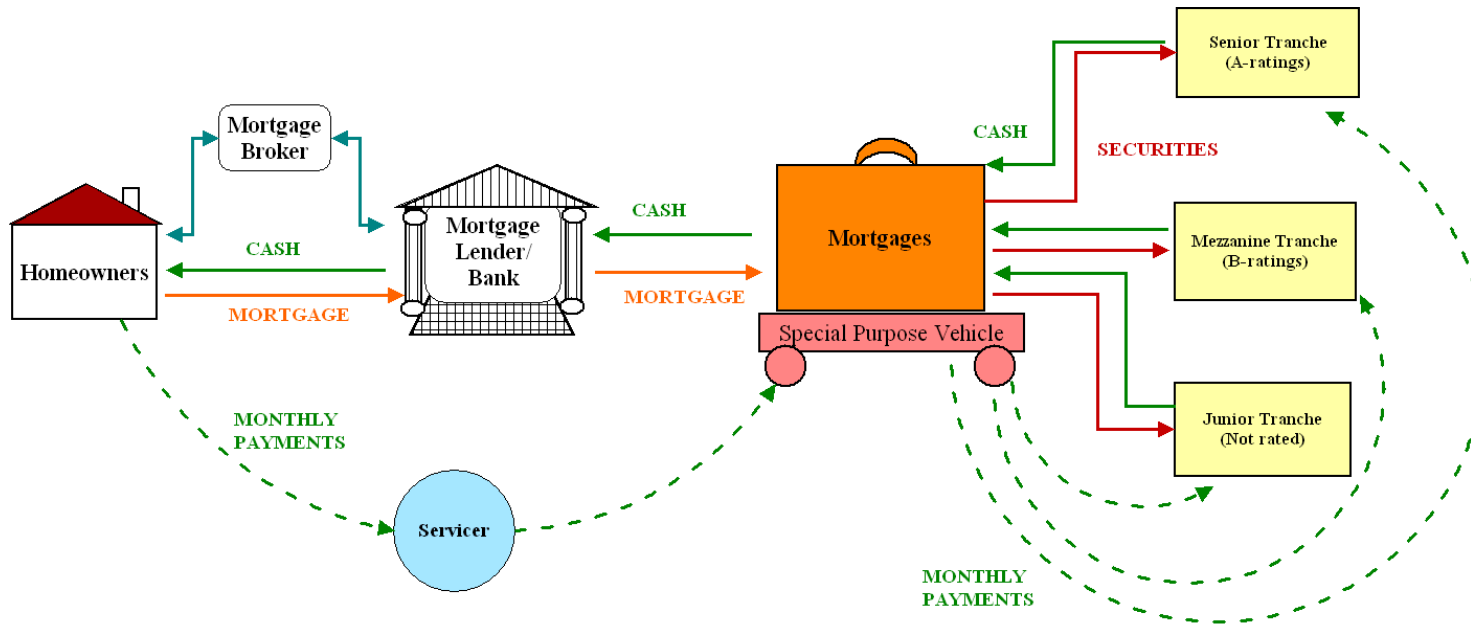 Senior Tranche
(A-ratings)
Mortgage
Broker
CASH
SECURITIES
Mortgage
Lender/
Bank
CASH
Mortgages
Mezzanine Tranche
(B-ratings)
Homeowners
CASH
MORTGAGE
MORTGAGE
Special Purpose Vehicle
Junior Tranche
(Not rated)
MONTHLY
PAYMENTS
Servicer
MONTHLY
PAYMENTS